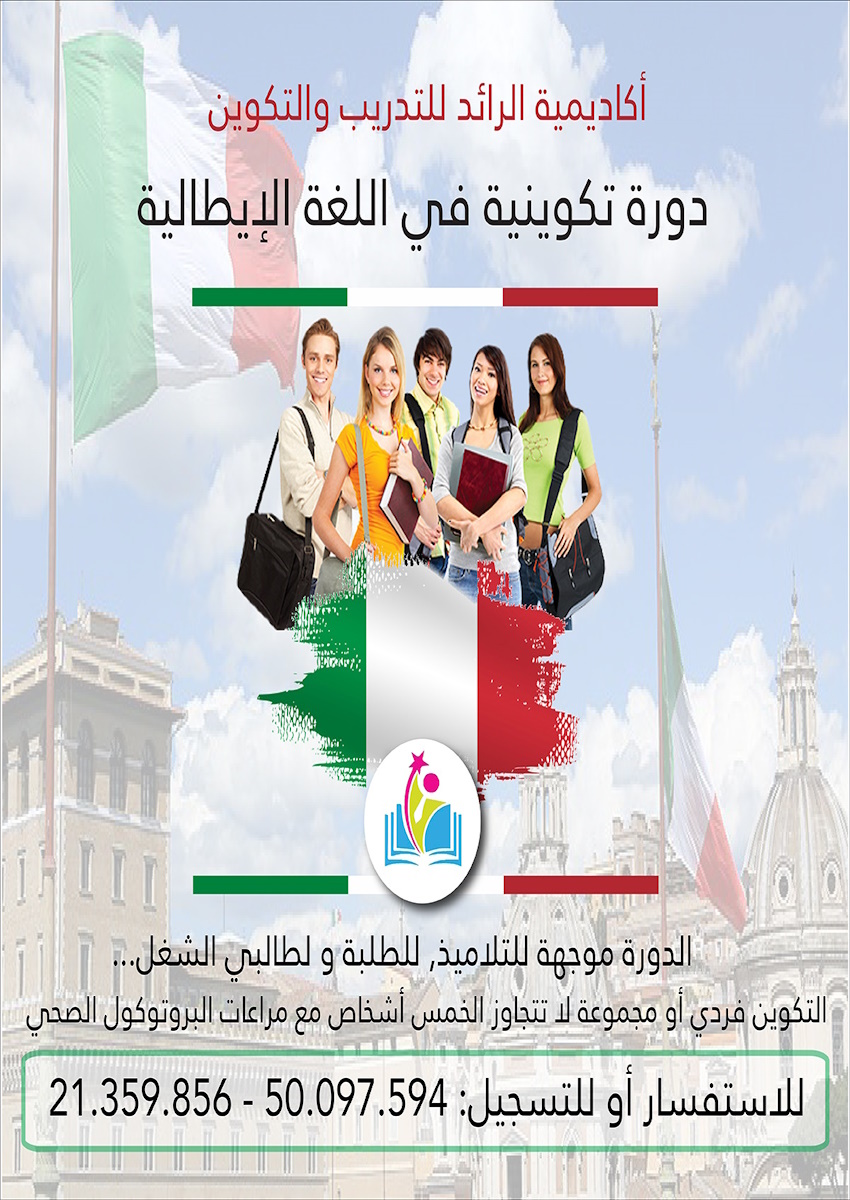 أكاديمية الرائد للتدريب والتكوين
دورة تكوينية في اللغة الإيطالية
الدورة موجهة للتلاميذ, للطلبة و لطالبي الشغل...
التكوين فردي أو مجموعة لا تتجاوز الخمس أشخاص مع مراعات البروتوكول الصحي
للاستفسار أو للتسجيل: 50.097.594 - 21.359.856